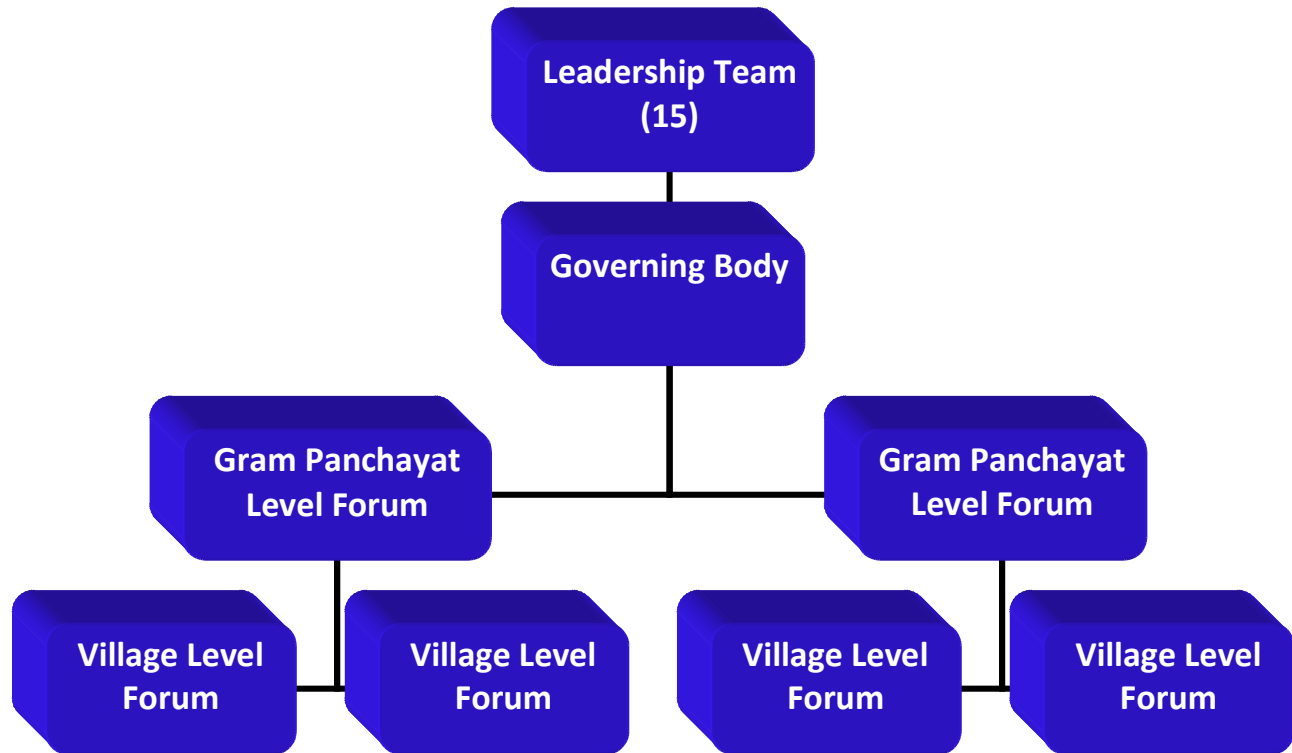 Leadership Team
(15)
Governing Body
Gram Panchayat
Level Forum
Gram Panchayat
Level Forum
Village Level
Forum
Village Level
Forum
Village Level
Forum
Village Level
Forum